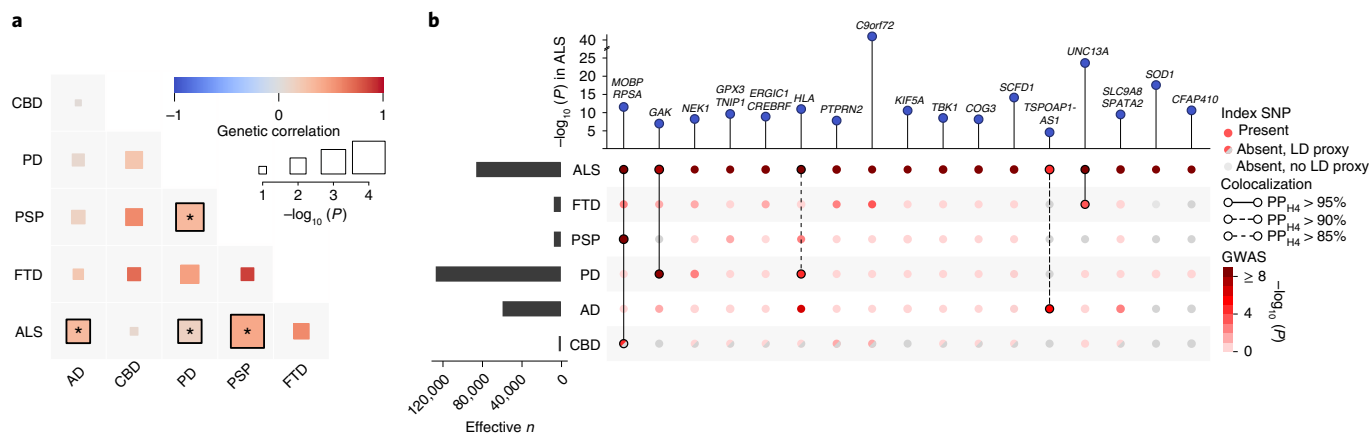 a
CBD
PD
PSP
FTD
ALS
AD
CBD
PD
PSP
FTD
*
*
*
*
−1
0
1
Genetic correlation
1
2
3
4
−log10 (P)
b
−log10 (P) in ALS
40
25
20
15
10
5
MOBP
RPSA
GAK
NEK1
GPX3
TNIP1
ERGIC1
CREBRF
HLA
PTPRN2
C9orf72
KIF5A
TBK1
COG3
SCFD1
TSPOAP1-
AS1
UNC13A
SLC9A8
SPATA2
SOD1
CFAP410
ALS
FTD
PSP
PD
AD
CBD
120,000
80,000
40,000
0
Effective n
Index SNP
Present
Absent, LD proxy
Absent, no LD proxy
Colocalization
PPH4 > 95%
PPH4 > 90%
PPH4 > 85%
GWAS
≥ 8
4
0
−log10 (P)